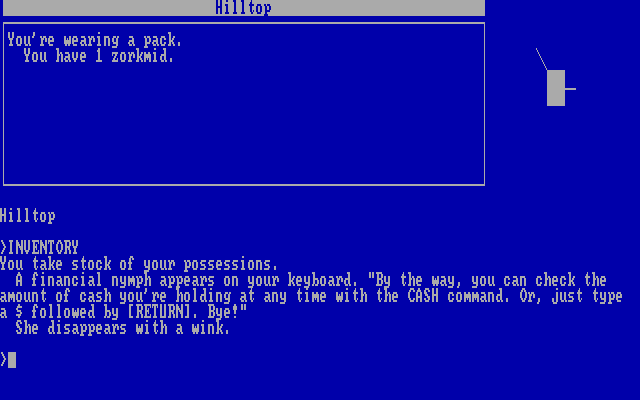 Hilltop
You're wearing a pack.
You have 1 zorkmid.
Hilltop
>INVENTORY
You take stock of your possessions.
A financial nymph appears on your keyboard. "By the way, you can check the
amount of cash you're holding at any time with the CASH command. Or, just type
a $ followed by [RETURN]. Bye!"
She disappears with a wink.
>